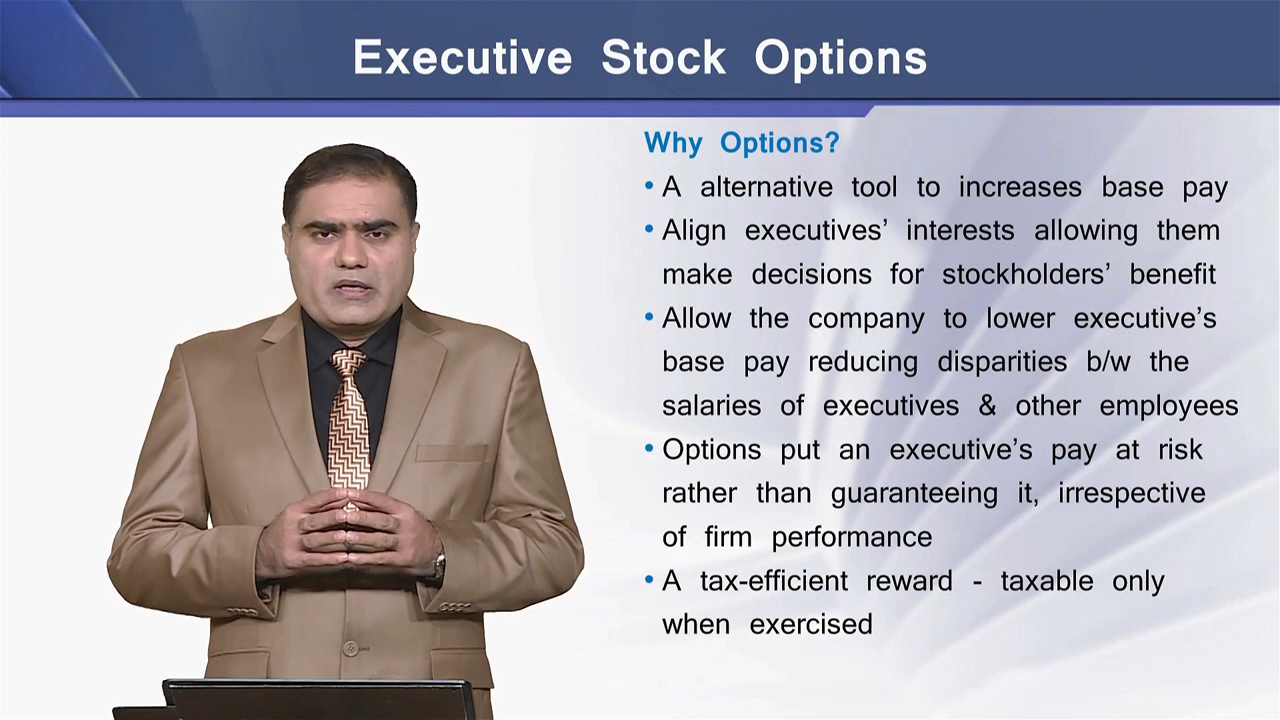 Executive Stock Options
Why Options?
• A alternative tool to increases base pay
• Align executives’ interests allowing them
make decisions for stockholders’ benefit
• Allow the company to lower executive’s
base pay reducing disparities b/w the
salaries of executives & other employees
• Options put an executive’s pay at risk
rather than guaranteeing it, irrespective
of firm performance
• A tax-efficient reward - taxable only
when exercised